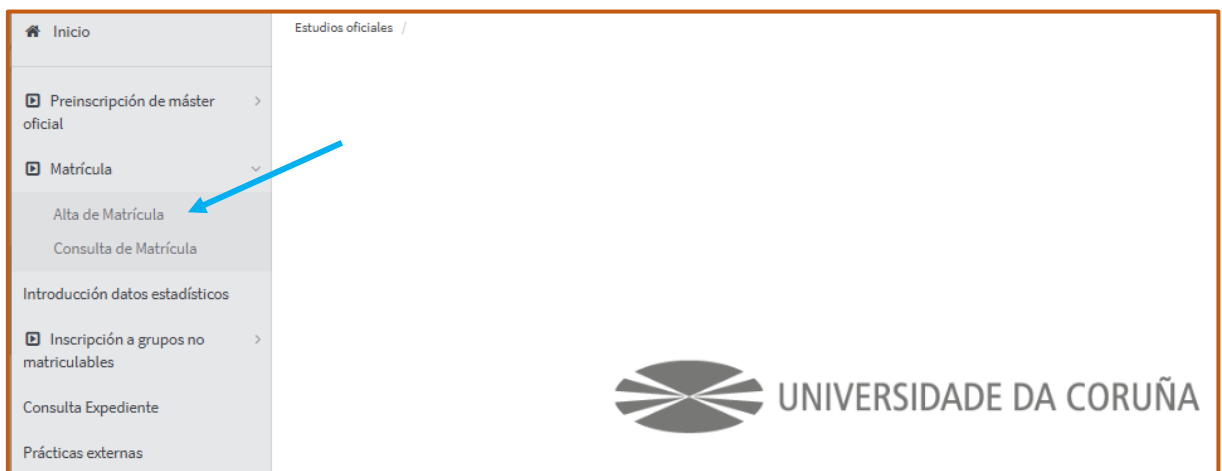 Inicio
Estudios oficiales /
Preinscripción de máster
oficial
Matrícula
Alta de Matrícula
Consulta de Matrícula
Introducción datos estadísticos
Inscripción a grupos no
matriculables
Consulta Expediente
Prácticas externas
UNIVERSIDADE DA CORUÑA